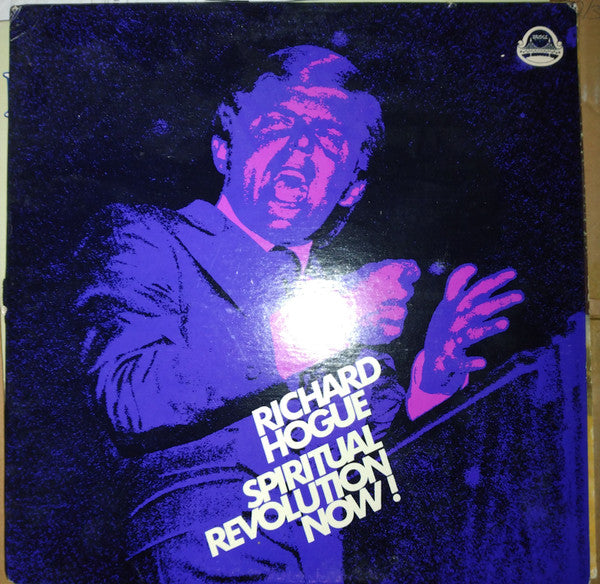 RICHARD
HOGUE
SPIRITUAL
REVOLUTION
NOW!